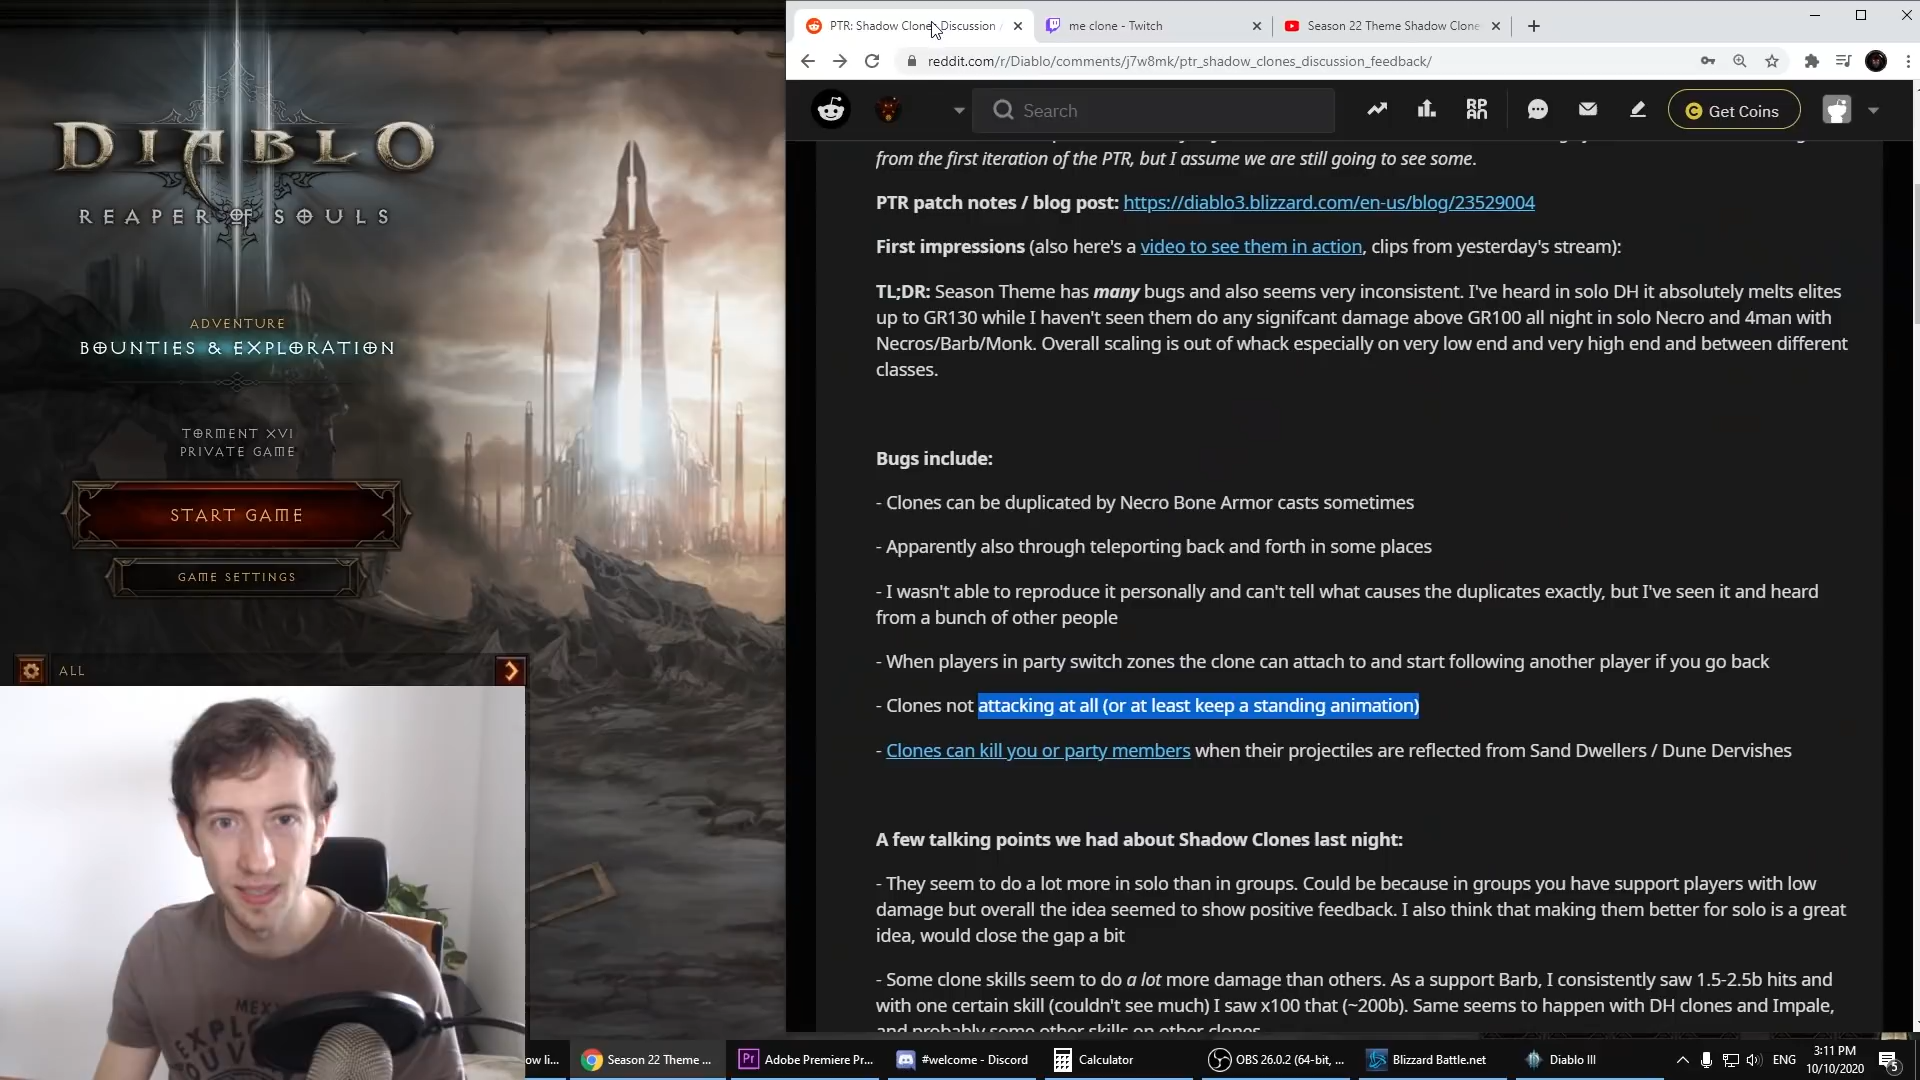 DIABLO
REAPER OF SOULS
ADVENTURE
BOUNTIES & EXPLORATION
TORMENT XVI
PRIVATE GAME
START GAME
GAME SETTINGS
ALL
PTR: Shadow Clone Discussion
me clone - Twitch
Season 22 Theme Shadow Clone
reddit.com/r/Diablo/comments/j7w8mk/ptr_shadow_clones_discussion_feedback/
Search
Get Coins
from the first iteration of the PTR, but I assume we are still going to see some.
PTR patch notes / blog post: https://diablo3.blizzard.com/en-us/blog/23529004
First impressions (also here's a video to see them in action, clips from yesterday's stream):
TL;DR: Season Theme has many bugs and also seems very inconsistent. I've heard in solo DH it absolutely melts elites
up to GR130 while I haven't seen them do any signifcant damage above GR100 all night in solo Necro and 4man with
Necros/Barb/Monk. Overall scaling is out of whack especially on very low end and very high end and between different
classes.
Bugs include:
- Clones can be duplicated by Necro Bone Armor casts sometimes
- Apparently also through teleporting back and forth in some places
- I wasn't able to reproduce it personally and can't tell what causes the duplicates exactly, but I've seen it and heard
from a bunch of other people
- When players in party switch zones the clone can attach to and start following another player if you go back
- Clones not attacking at all (or at least keep a standing animation)
- Clones can kill you or party members when their projectiles are reflected from Sand Dwellers / Dune Dervishes
A few talking points we had about Shadow Clones last night:
- They seem to do a lot more in solo than in groups. Could be because in groups you have support players with low
damage but overall the idea seemed to show positive feedback. I also think that making them better for solo is a great
idea, would close the gap a bit
- Some clone skills seem to do a lot more damage than others. As a support Barb, I consistently saw 1.5-2.5b hits and
with one certain skill (couldn't see much) I saw x100 that (~200b). Same seems to happen with DH clones and Impale,
and probably some other skills on other clones
ow li...
Season 22 Theme ...
Pr
Adobe Premiere Pr...
#welcome - Discord
Calculator
OBS 26.0.2 (64-bit, ...
Blizzard Battle.net
Diablo III
ENG
3:11 PM
10/10/2020
5